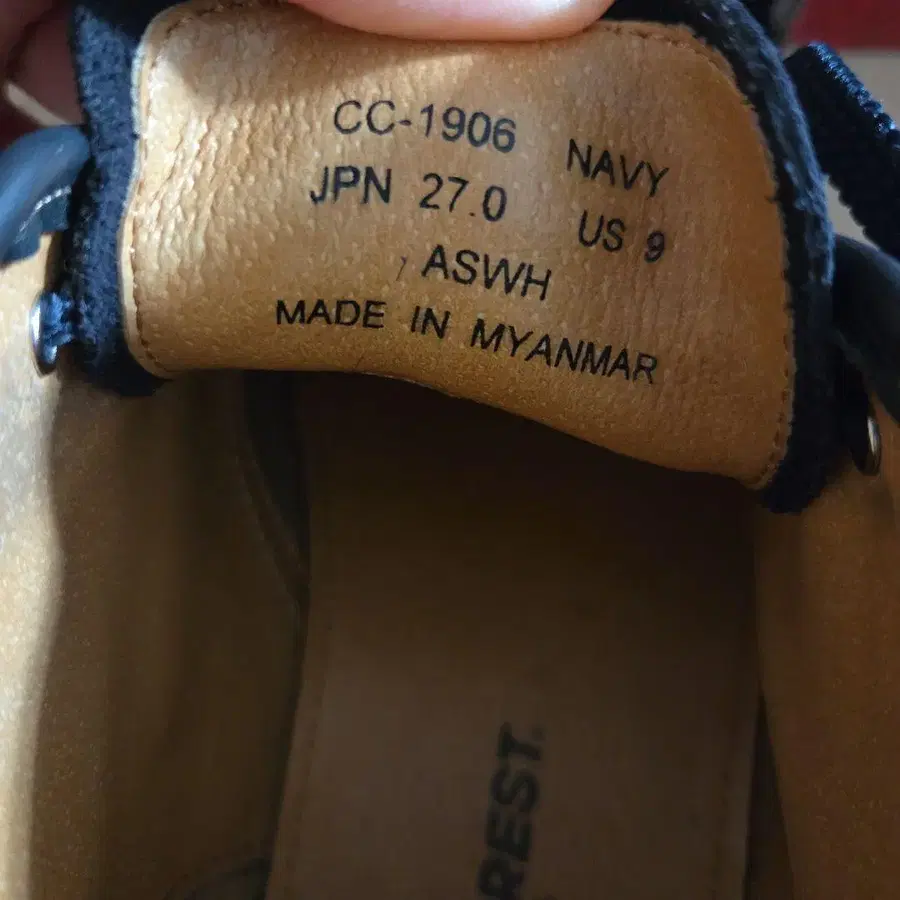 CC-1906 NAVY
JPN 27.0 US 9
ASWH
MADE IN MYANMAR
REST